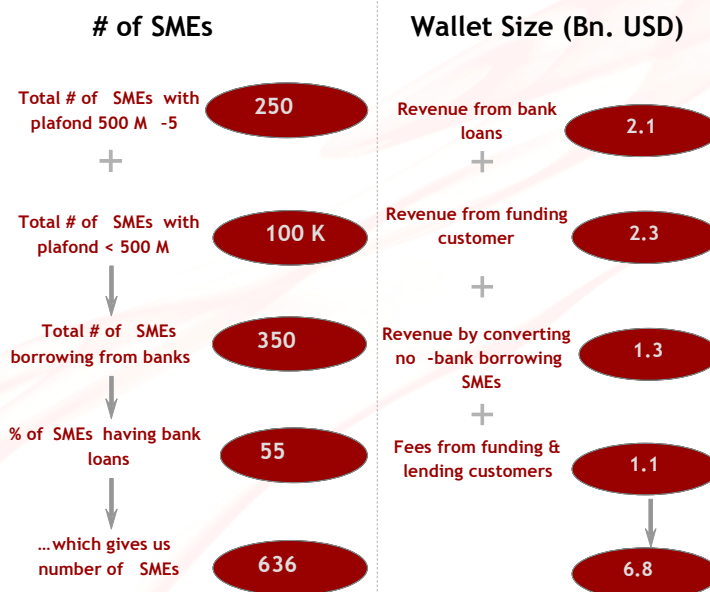 # of SMEs
Total # of SMEs with
plafond 500 M -5
250
+
Total # of SMEs with
plafond < 500 M
100 K
Total # of SMEs
borrowing from banks
350
% of SMEs having bank
loans
55
...which gives us
number of SMEs
636
Wallet Size (Bn. USD)
Revenue from bank
loans
2.1
+
Revenue from funding
customer
2.3
+
Revenue by converting
no -bank borrowing
SMEs
1.3
+
Fees from funding &
lending customers
1.1
6.8